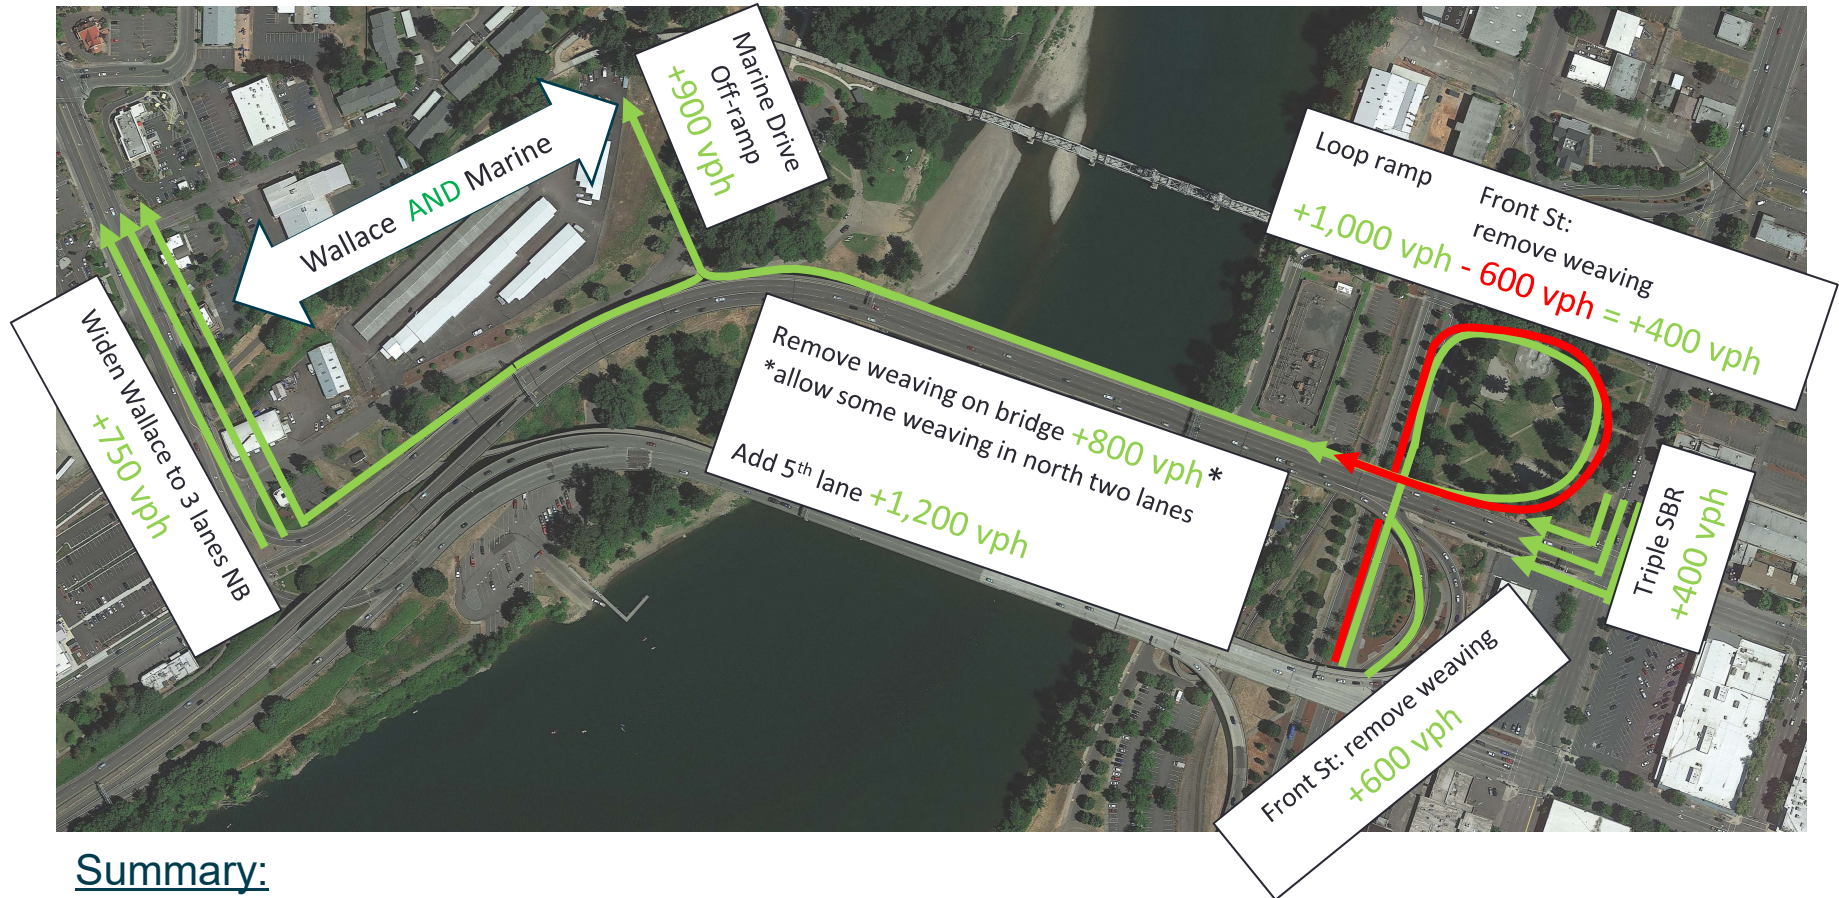 Marine Drive
Off-ramp
+900 vph
Wallace AND Marine
Loop ramp
Front St:
remove weaving
+1,000 vph - 600 vph = +400 vph
Widen Wallace to 3 lanes NB
+750 vph
Remove weaving on bridge +800 vph*
*allow some weaving in north two lanes
Add 5th lane +1,200 vph
Triple SBR
+400 vph
Front St: remove weaving
+600 vph
Summary: